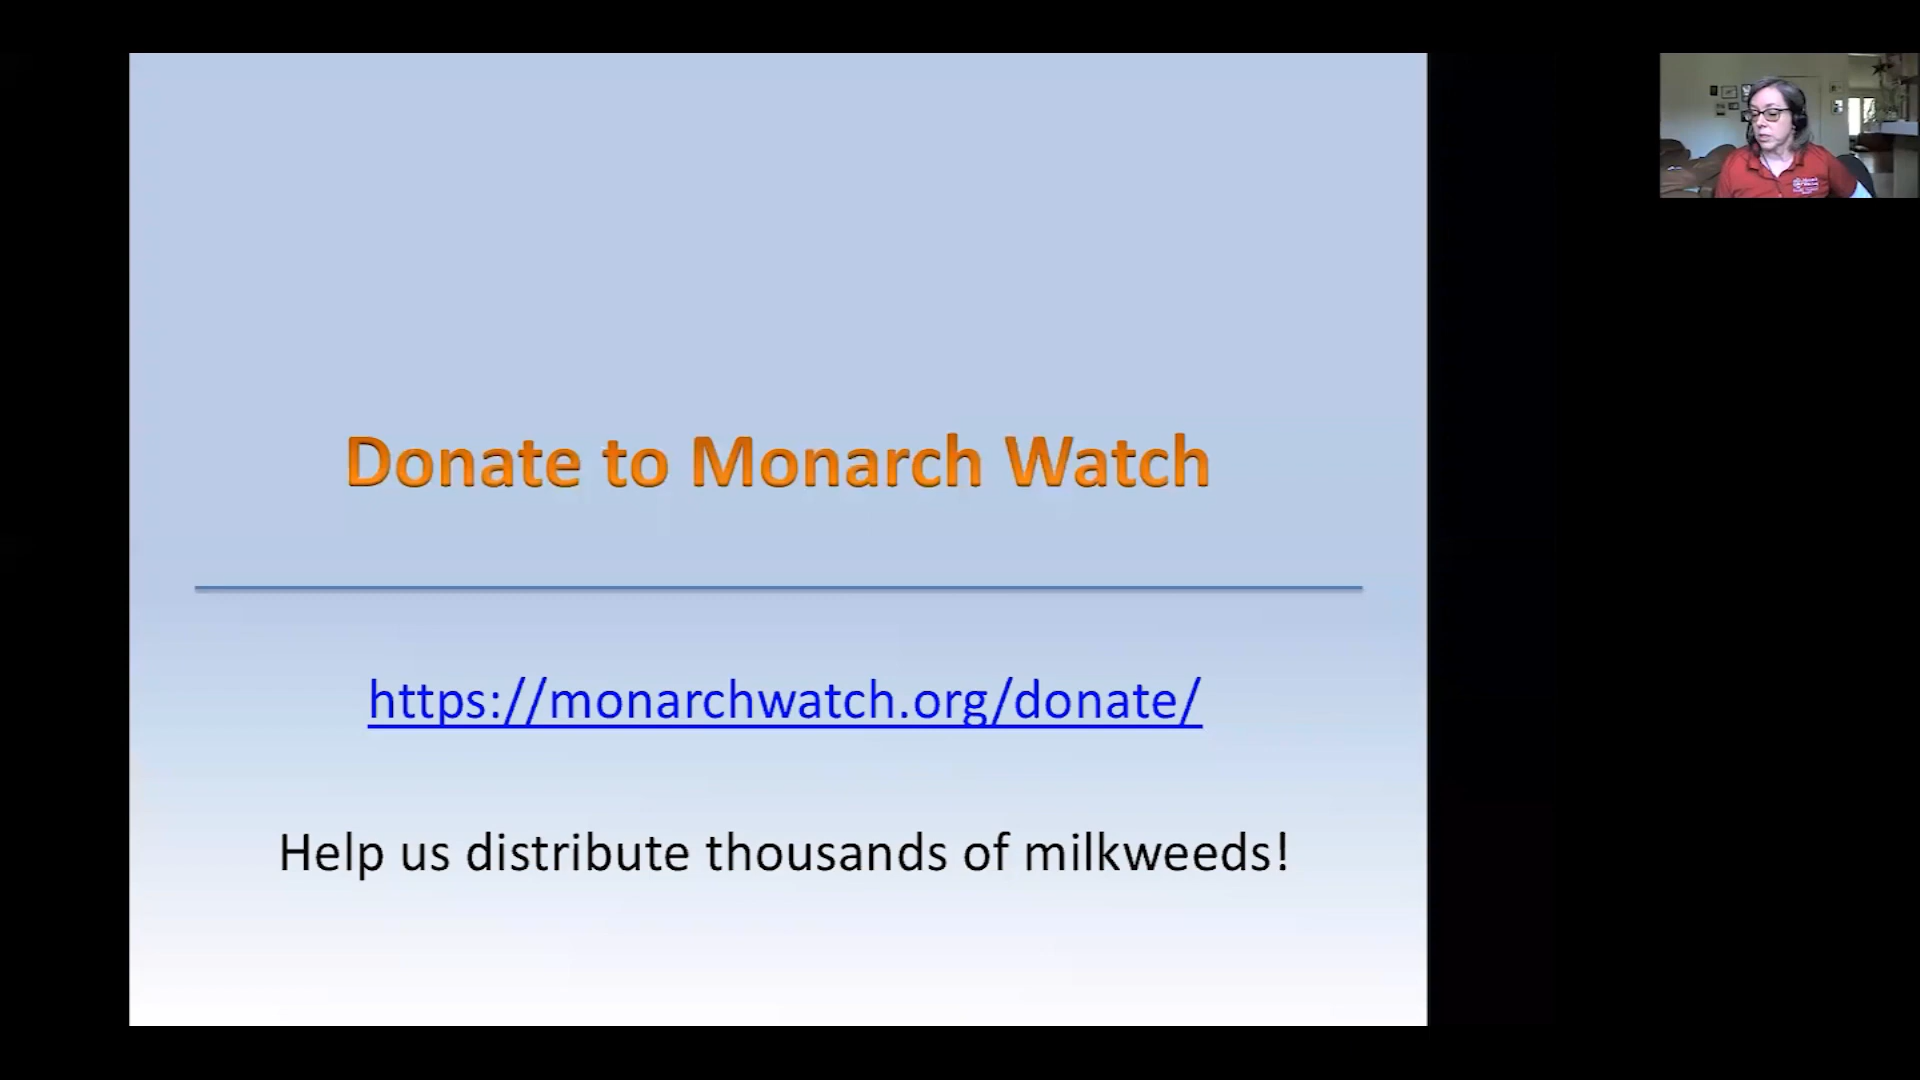 Donate to Monarch Watch
https://monarchwatch.org/donate/
Help us distribute thousands of milkweeds!